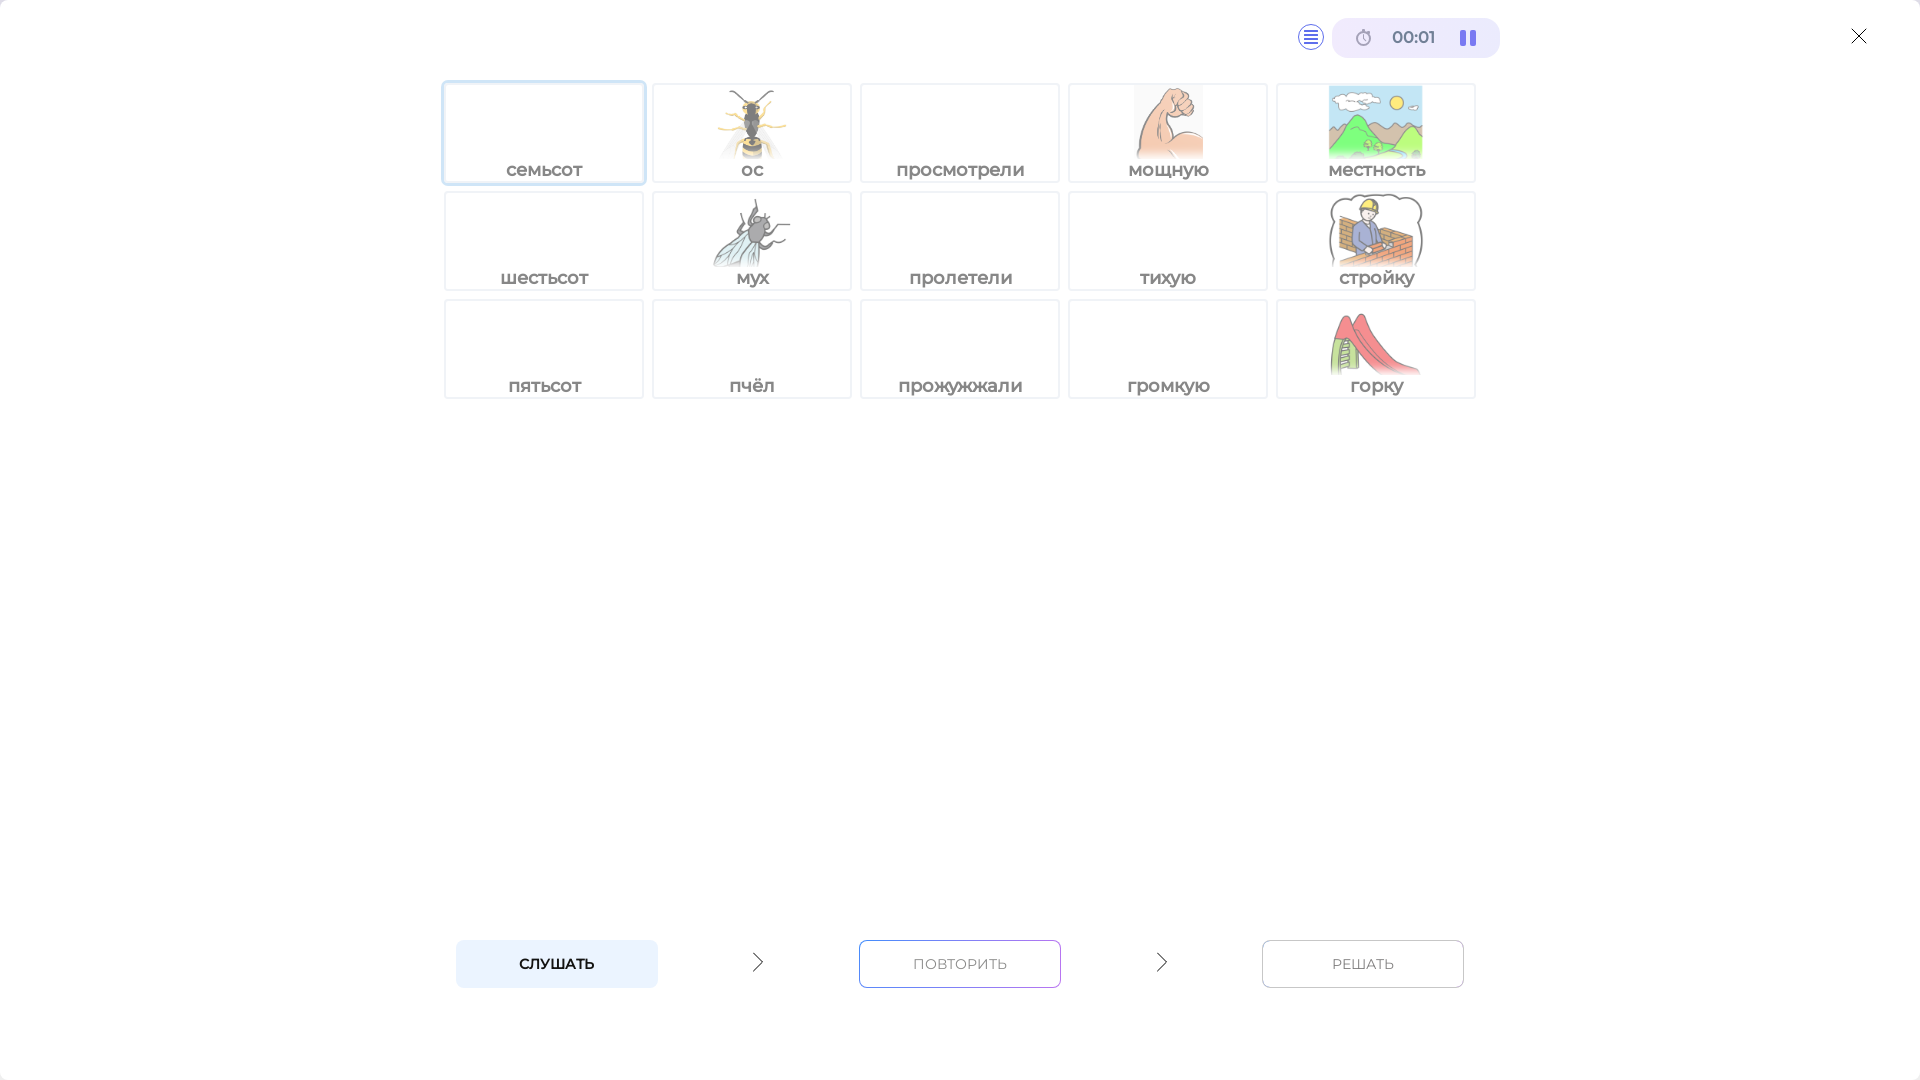 00:01
семьсот ос просмотрели мощную местность
шестьсот мух пролетели тихую стройку
пятьсот пчёл прожужжали громкую горку
СЛУШАТЬ ПОВТОРИТЬ РЕШАТЬ